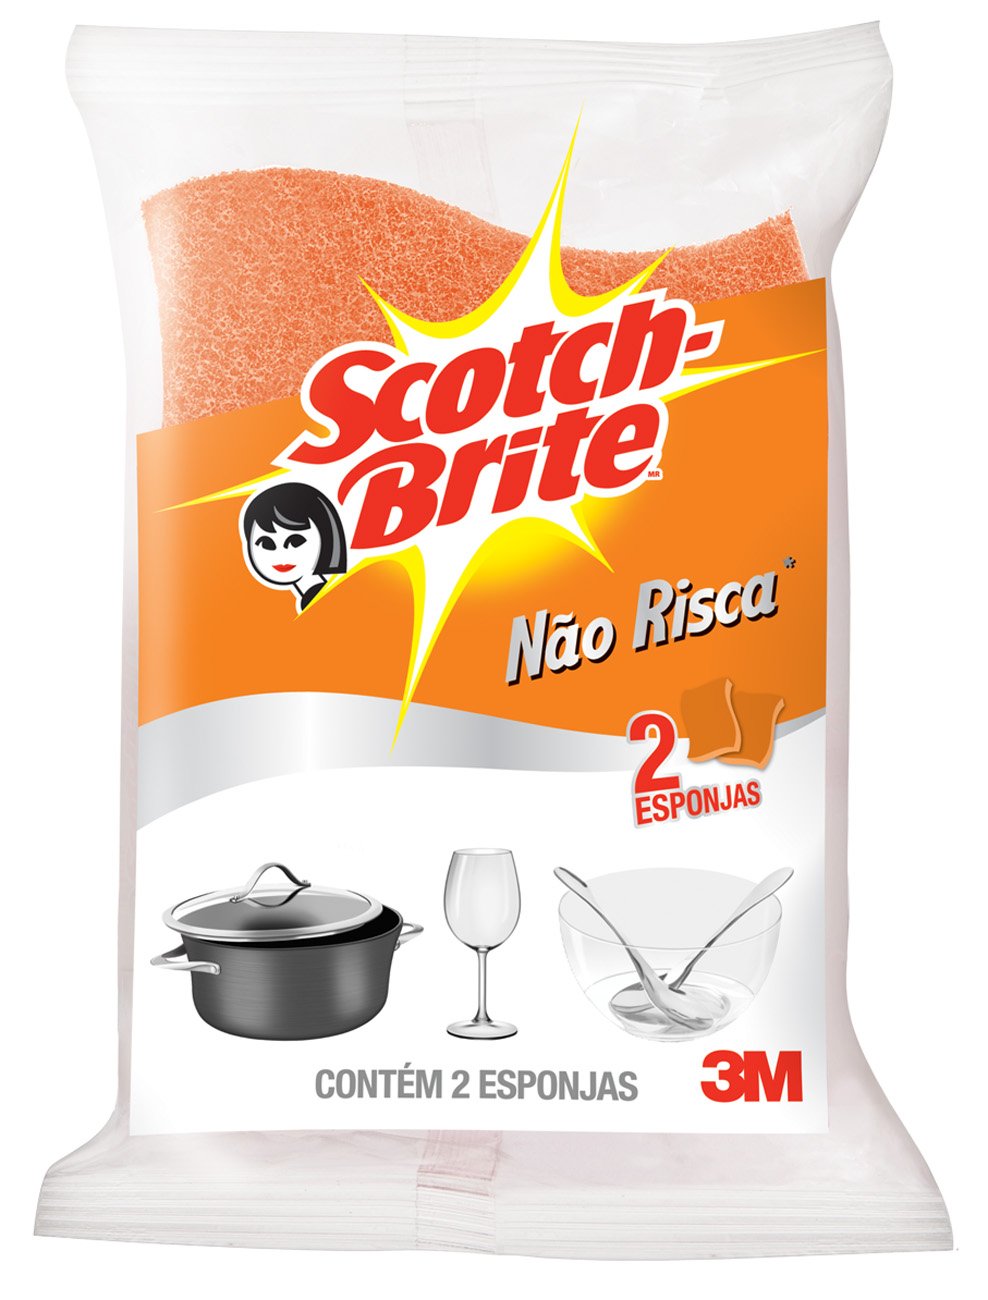 Scotch-
Brite
MR
Não Risca*
2
ESPONJAS
CONTÉM 2 ESPONJAS
3M